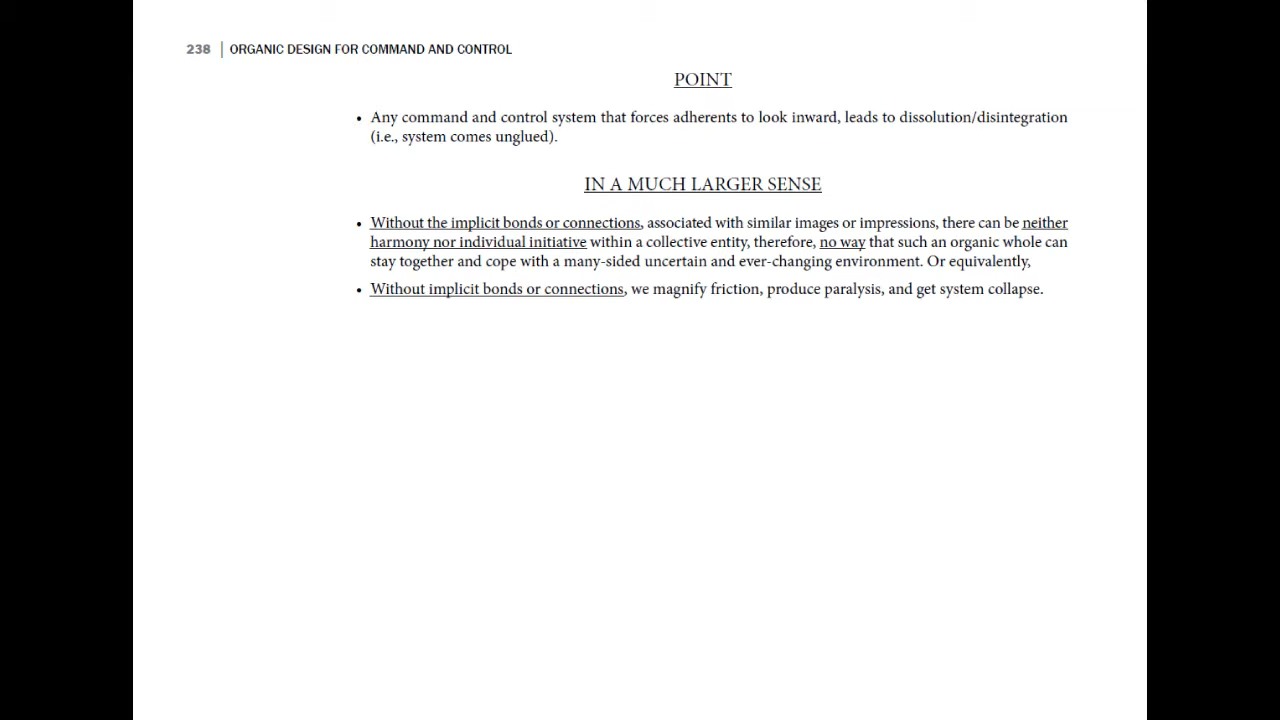 238 | ORGANIC DESIGN FOR COMMAND AND CONTROL
POINT
• Any command and control system that forces adherents to look inward, leads to dissolution/disintegration
(i.e., system comes unglued).
IN A MUCH LARGER SENSE
• Without the implicit bonds or connections, associated with similar images or impressions, there can be neither
harmony nor individual initiative within a collective entity, therefore, no way that such an organic whole can
stay together and cope with a many-sided uncertain and ever-changing environment. Or equivalently,
• Without implicit bonds or connections, we magnify friction, produce paralysis, and get system collapse.